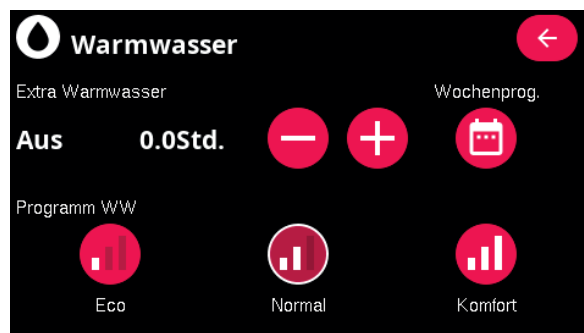 Warmwasser
Extra Warmwasser Wochenprog.
Aus 0.0Std.
Programm WW
Eco Normal Komfort